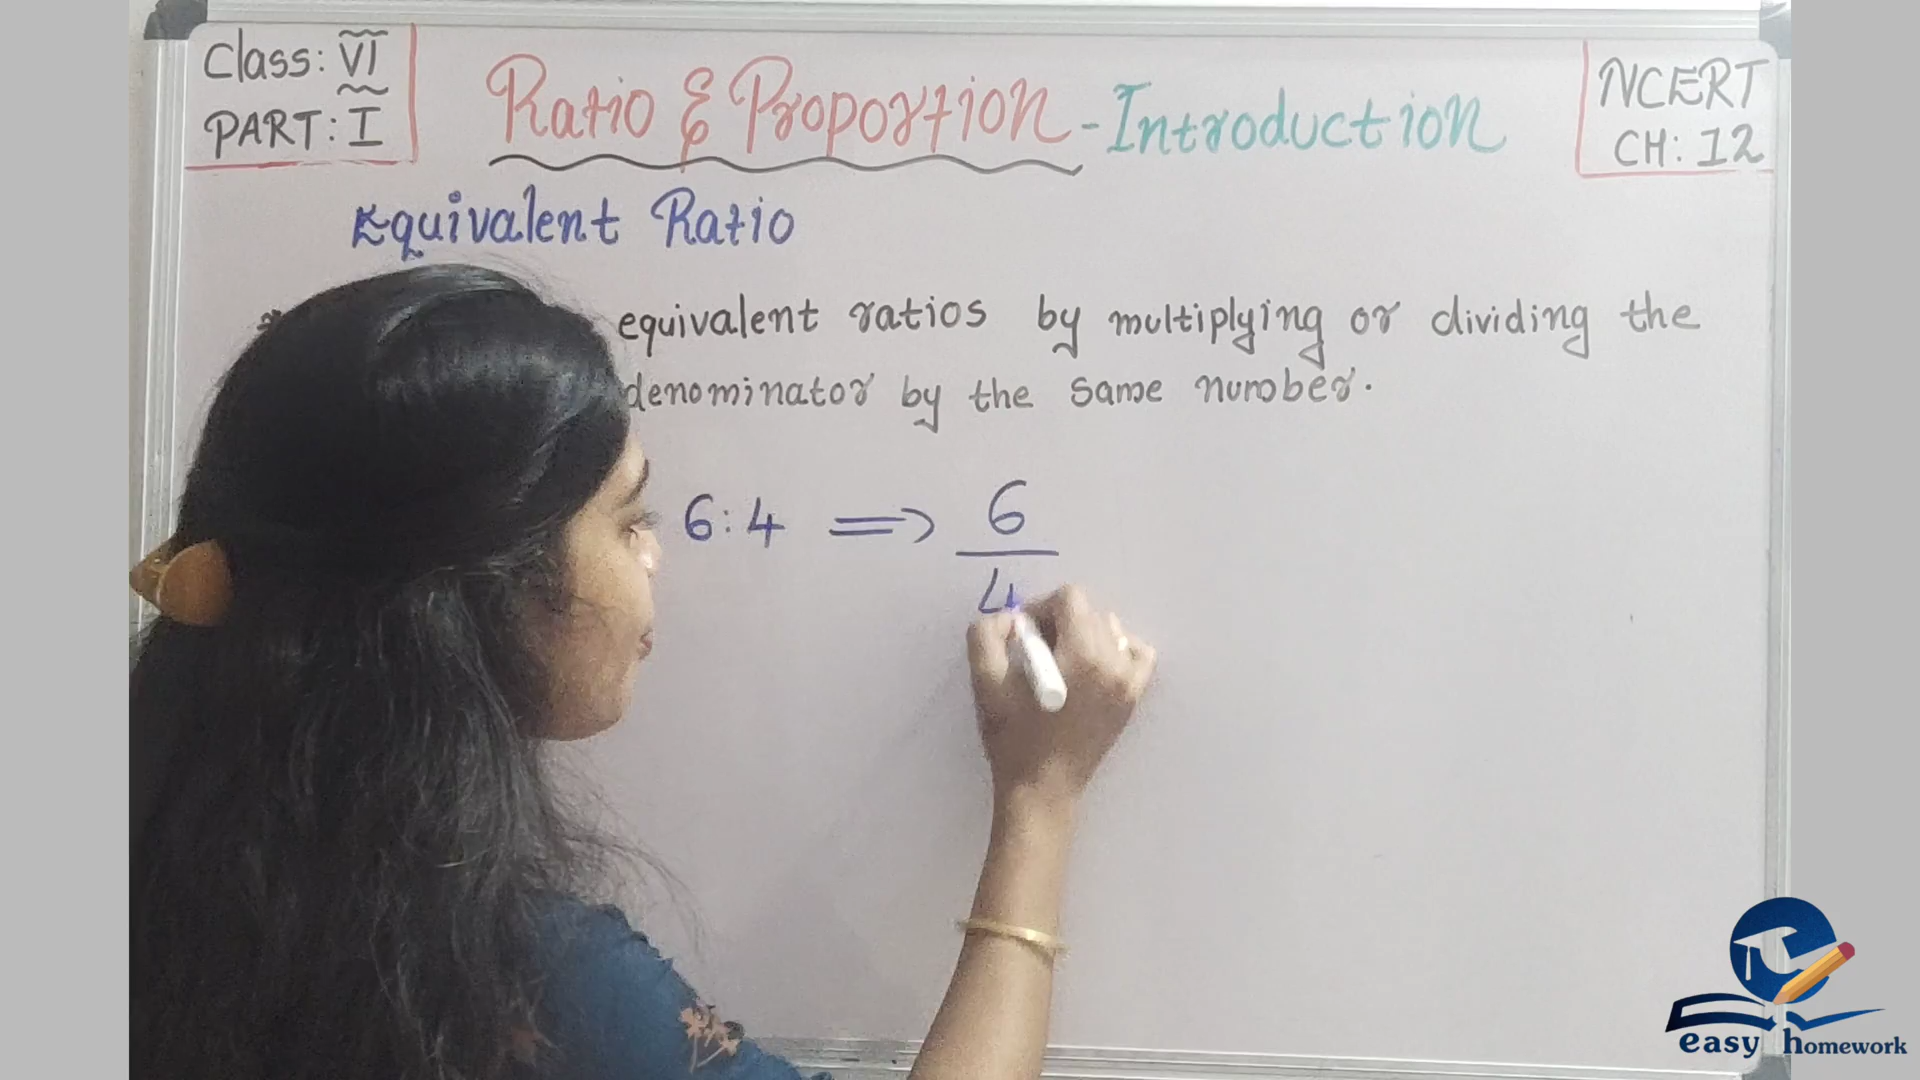 Class: VI
PART: I
Ratio & Proportion - Introduction
NCERT
CH: 12
Equivalent Ratio
equivalent ratios by multiplying or dividing the
denominator by the same number.
6:4 ⇒ 6
4
easy homework